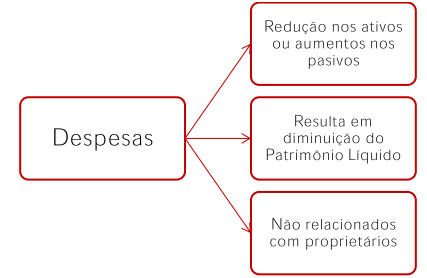 Despesas
Redução nos ativos
ou aumentos nos
pasivos
Resulta em
diminuição do
Patrimônio Líquido
Não relacionados
com proprietários